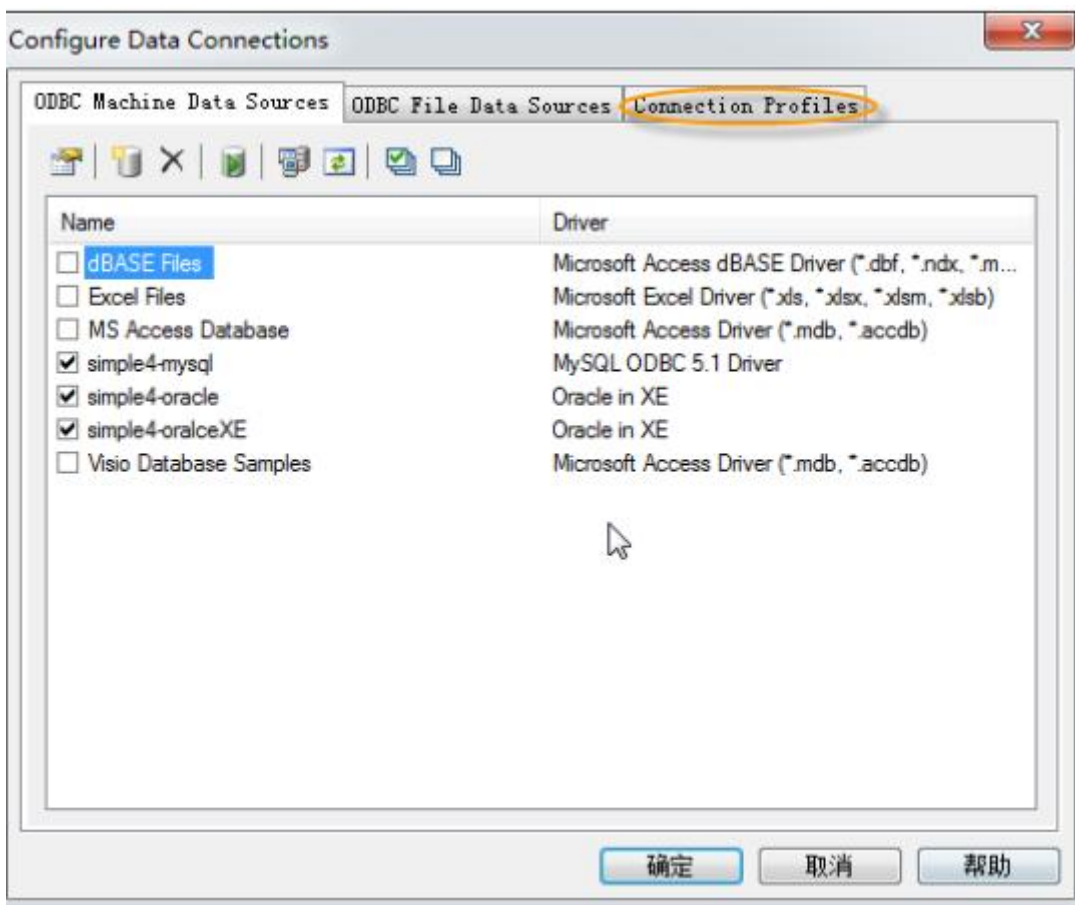 Configure Data Connections
ODBC Machine Data Sources ODBC File Data Sources Connection Profiles
Name Driver
dBASE Files Microsoft Access dBASE Driver (*.dbf, *.ndx, *.m...
Excel Files Microsoft Excel Driver (*.xls, *.xlsx, *.xlsm, *.xlsb)
MS Access Database Microsoft Access Driver (*.mdb, *.accdb)
simple4-mysql MySQL ODBC 5.1 Driver
simple4-oracle Oracle in XE
simple4-oralceXE Oracle in XE
Visio Database Samples Microsoft Access Driver (*.mdb, *.accdb)
确定 取消 帮助